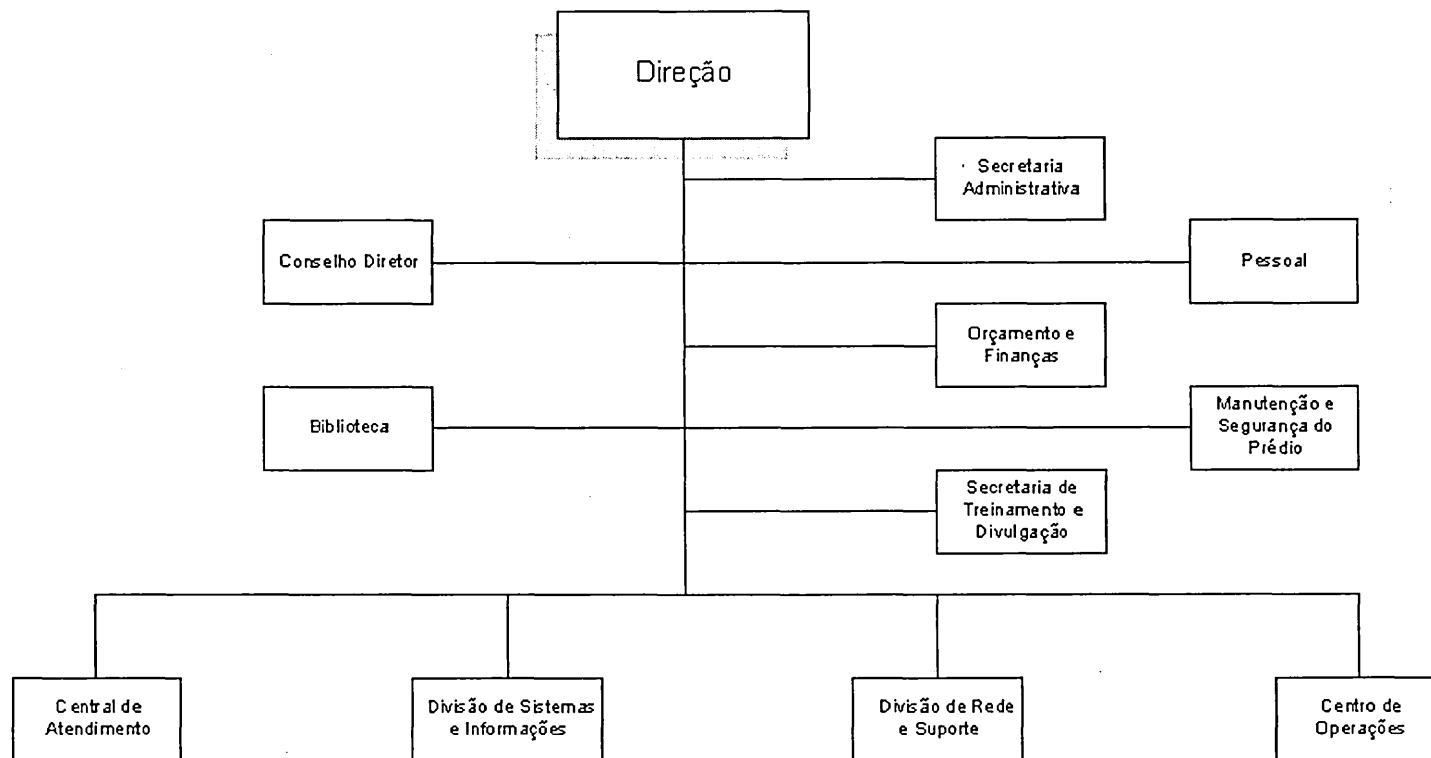 Direção
Secretaria
Administrativa
Conselho Diretor
Pessoal
Orçamento e
Finanças
Biblioteca
Manutenção e
Segurança do
Prédio
Secretaria de
Treinamento e
Divulgação
Central de
Atendimento
Divisão de Sistemas
e Informações
Divisão de Rede
e Suporte
Centro de
Operações